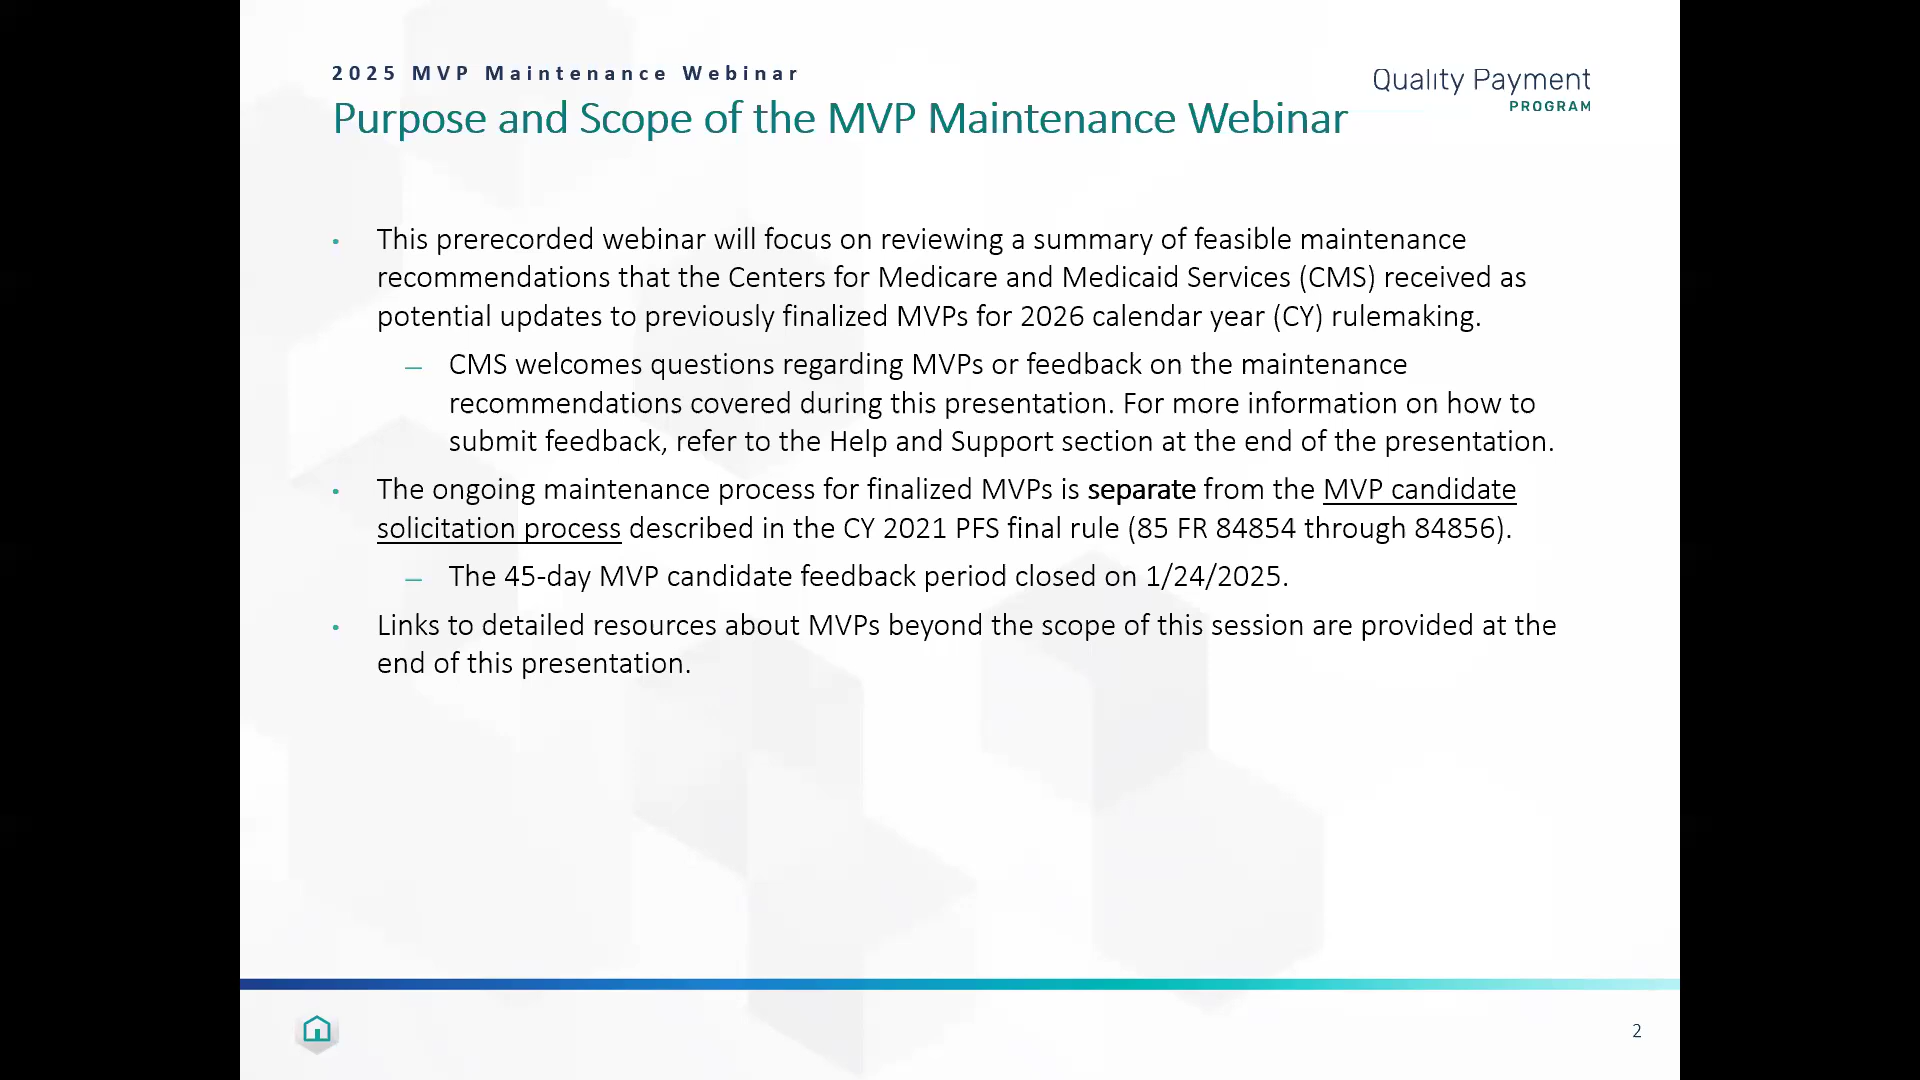 2025 MVP Maintenance Webinar
Purpose and Scope of the MVP Maintenance Webinar
Quality Payment
PROGRAM
• This prerecorded webinar will focus on reviewing a summary of feasible maintenance
recommendations that the Centers for Medicare and Medicaid Services (CMS) received as
potential updates to previously finalized MVPs for 2026 calendar year (CY) rulemaking.
— CMS welcomes questions regarding MVPs or feedback on the maintenance
recommendations covered during this presentation. For more information on how to
submit feedback, refer to the Help and Support section at the end of the presentation.
• The ongoing maintenance process for finalized MVPs is separate from the MVP candidate
solicitation process described in the CY 2021 PFS final rule (85 FR 84854 through 84856).
— The 45-day MVP candidate feedback period closed on 1/24/2025.
• Links to detailed resources about MVPs beyond the scope of this session are provided at the
end of this presentation.
2